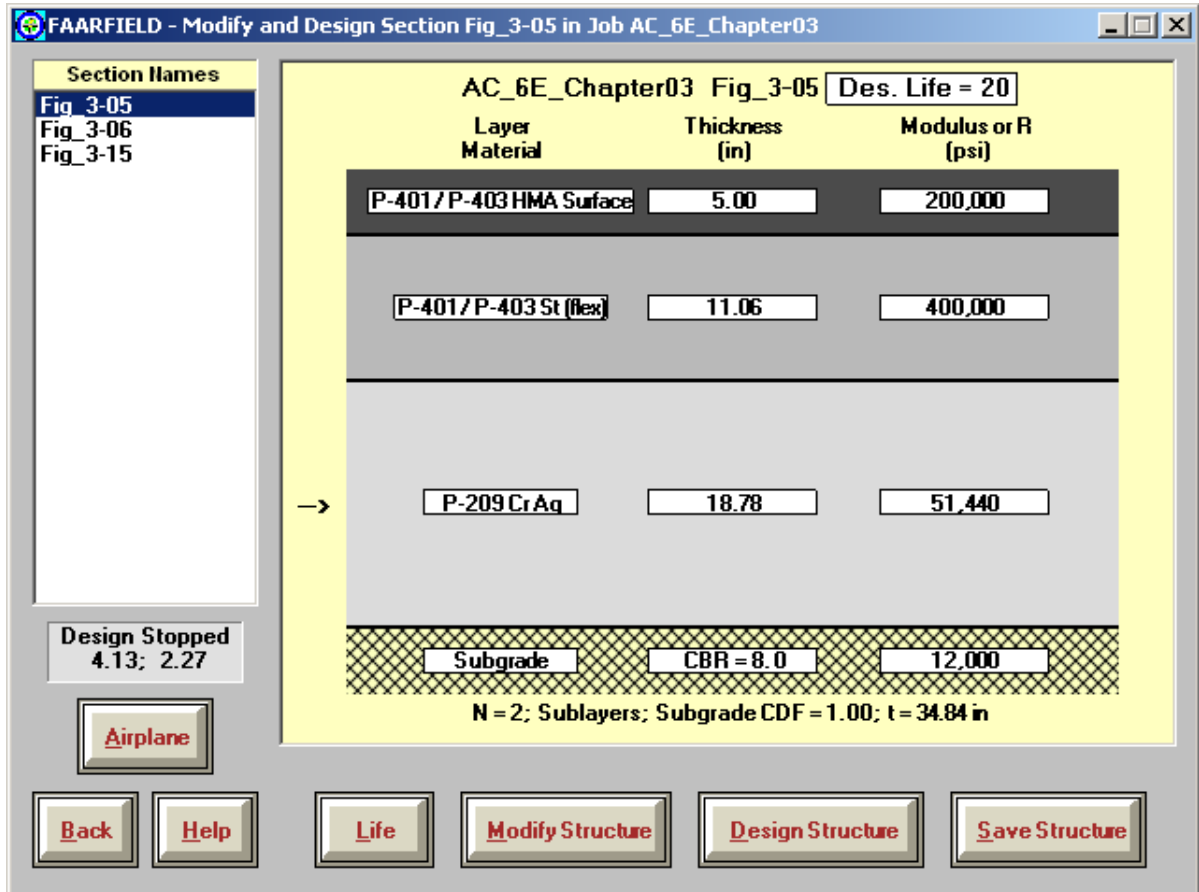 FAARFIELD - Modify and Design Section Fig_3-05 in Job AC_6E_Chapter03
Section Names
Fig_3-05
Fig_3-06
Fig_3-15
Design Stopped
4.13; 2.27
Airplane
Back Help
AC_6E_Chapter03 Fig_3-05 Des. Life = 20
Layer Material Thickness (in) Modulus or R (psi)
P-401 / P-403 HMA Surface 5.00 200,000
P-401 / P-403 St (flex) 11.06 400,000
--> P-209 Cr Ag 18.78 51,440
Subgrade CBR = 8.0 12,000
N = 2; Sublayers; Subgrade CDF = 1.00; t = 34.84 in
Life Modify Structure Design Structure Save Structure